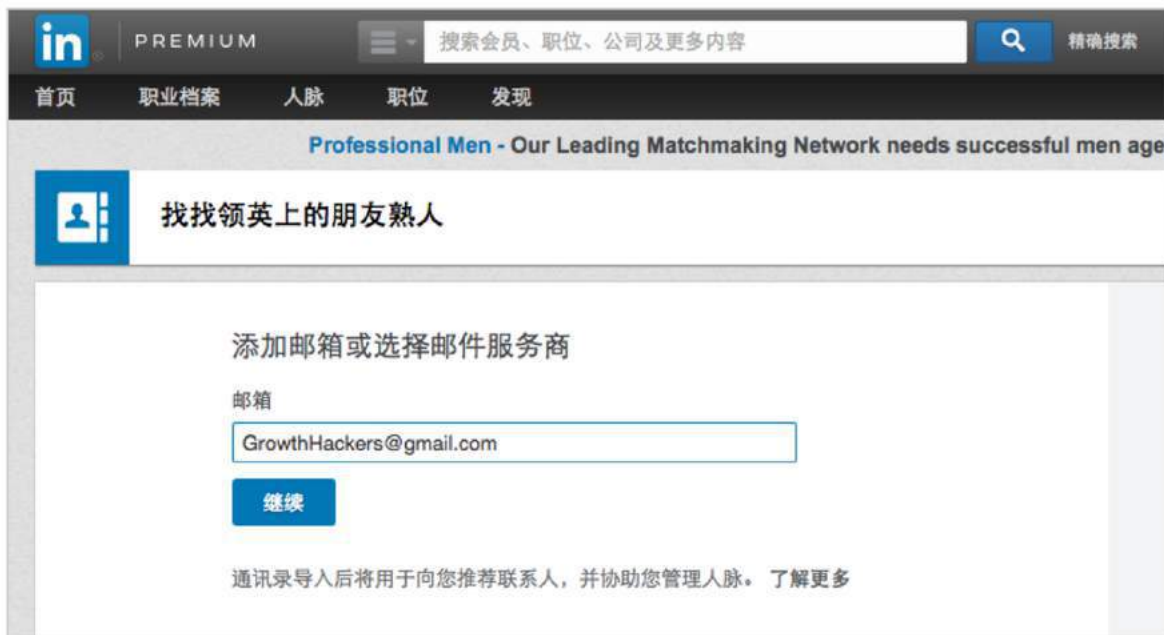 in PREMIUM 搜索会员、职位、公司及更多内容 精确搜索
首页 职业档案 人脉 职位 发现
Professional Men - Our Leading Matchmaking Network needs successful men age
找找领英上的朋友熟人
添加邮箱或选择邮件服务商
邮箱
GrowthHackers@gmail.com
继续
通讯录导入后将用于向您推荐联系人，并协助您管理人脉。 了解更多